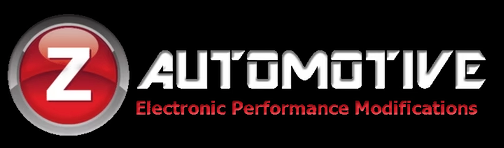 Z AUTOMOTIVE
Electronic Performance Modifications